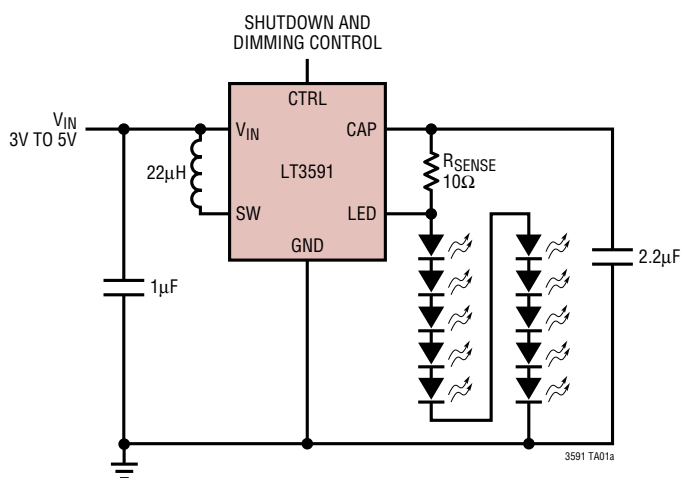 SHUTDOWN AND
DIMMING CONTROL
CTRL
VIN
3V TO 5V
VIN
CAP
22µH
LT3591
RSENSE
10Ω
SW
LED
GND
1µF
2.2µF
3591 TA01a